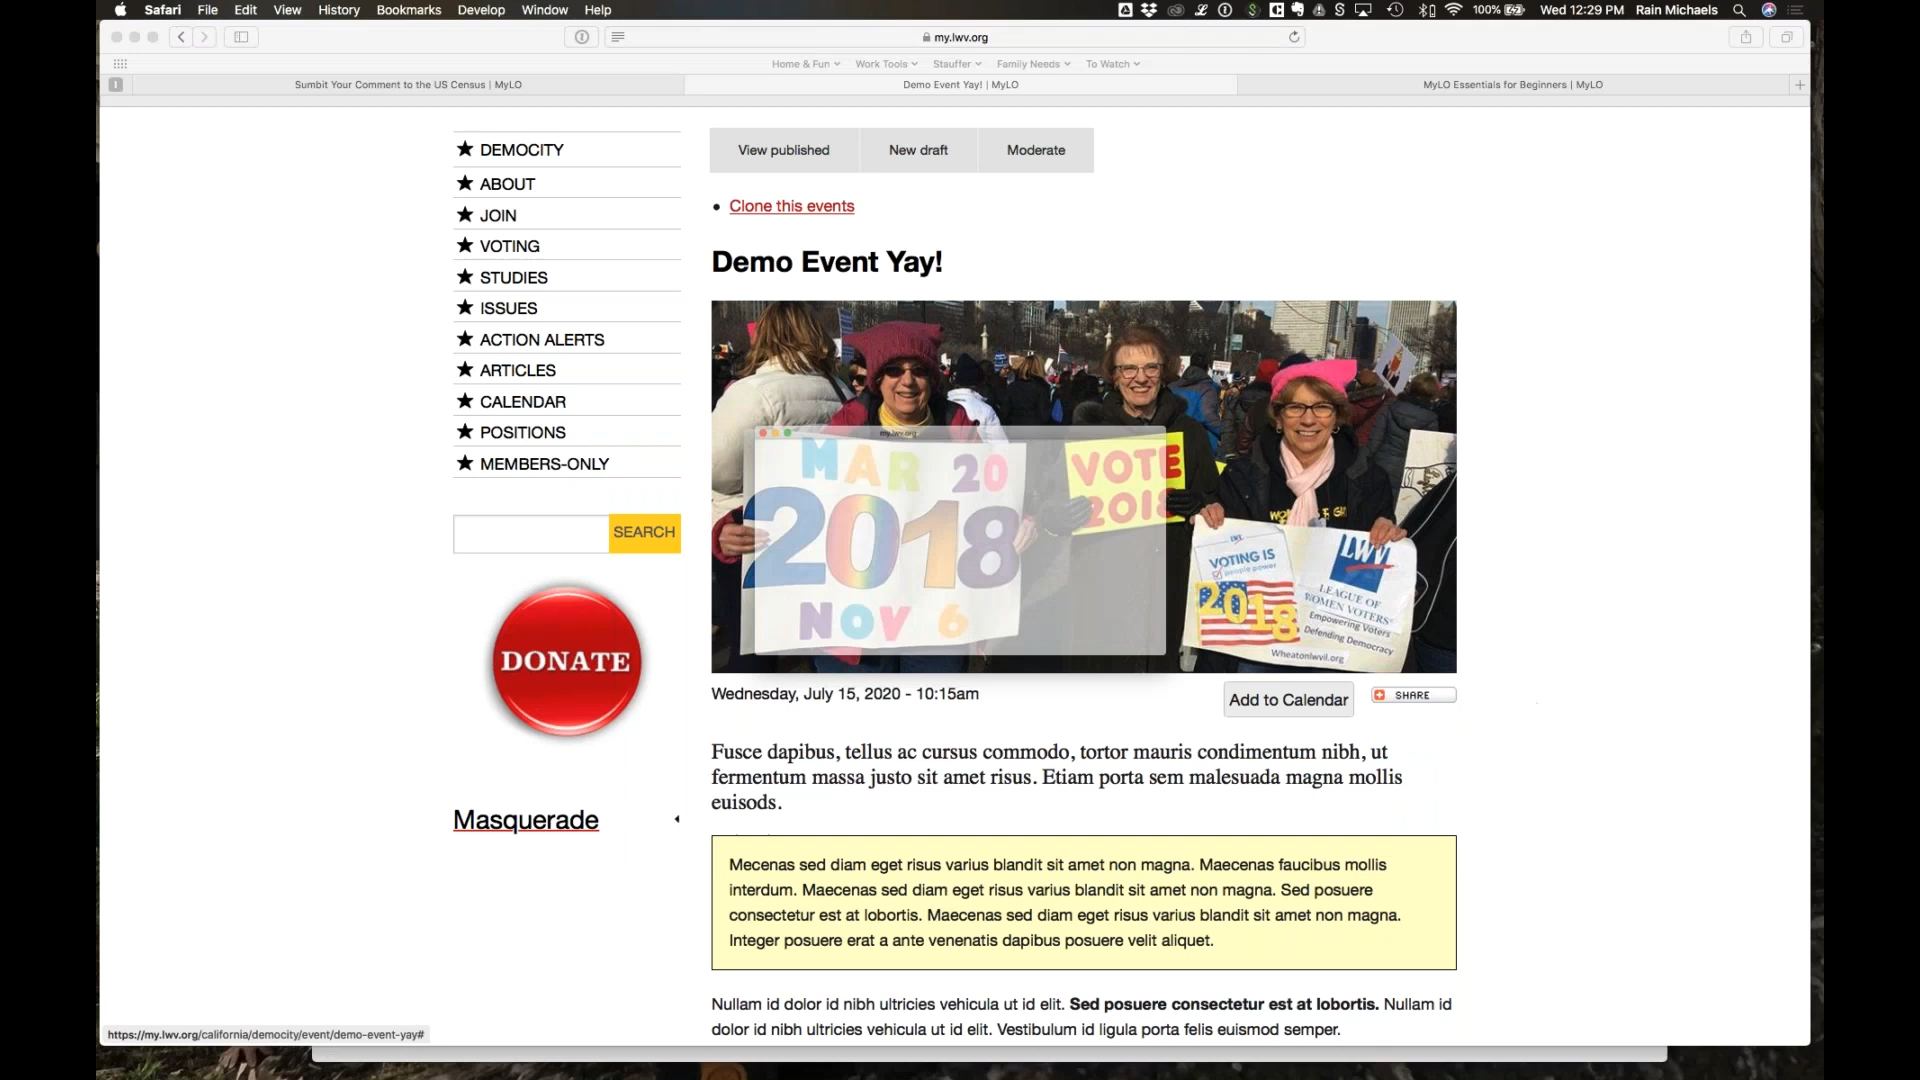 Safari File Edit View History Bookmarks Develop Window Help 100% Wed 12:29 PM Rain Michaels
my.lwv.org
Home & Fun Work Tools Stauffer Family Needs To Watch
1 Sumbit Your Comment to the US Census | MyLO Demo Event Yay! | MyLO MyLO Essentials for Beginners | MyLO
★ DEMOCITY
★ ABOUT
★ JOIN
★ VOTING
★ STUDIES
★ ISSUES
★ ACTION ALERTS
★ ARTICLES
★ CALENDAR
★ POSITIONS
★ MEMBERS-ONLY
SEARCH
DONATE
Masquerade
View published New draft Moderate
• Clone this events
Demo Event Yay!
my.lwv.org
MAR 20
2018
NOV 6
VOTE
2018
LWV
VOTING IS
people power
2018
LWV
LEAGUE OF
WOMEN VOTERS
Empowering Voters
Defending Democracy
Wheatonlwvil.org
Wednesday, July 15, 2020 - 10:15am
Add to Calendar
SHARE
Fusce dapibus, tellus ac cursus commodo, tortor mauris condimentum nibh, ut
fermentum massa justo sit amet risus. Etiam porta sem malesuada magna mollis
euisods.
Mecenas sed diam eget risus varius blandit sit amet non magna. Maecenas faucibus mollis
interdum. Maecenas sed diam eget risus varius blandit sit amet non magna. Sed posuere
consectetur est at lobortis. Maecenas sed diam eget risus varius blandit sit amet non magna.
Integer posuere erat a ante venenatis dapibus posuere velit aliquet.
Nullam id dolor id nibh ultricies vehicula ut id elit. Sed posuere consectetur est at lobortis. Nullam id
dolor id nibh ultricies vehicula ut id elit. Vestibulum id ligula porta felis euismod semper.
https://my.lwv.org/california/democity/event/demo-event-yay#